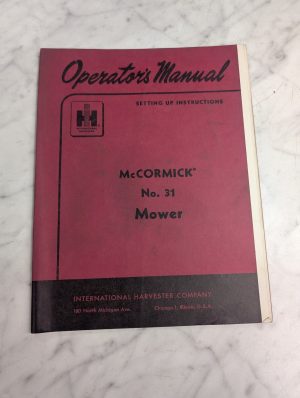 Operator's Manual
SETTING UP INSTRUCTIONS
McCORMICK
No. 31
Mower
INTERNATIONAL HARVESTER COMPANY
180 North Michigan Ave. Chicago 1, Illinois, U.S.A.